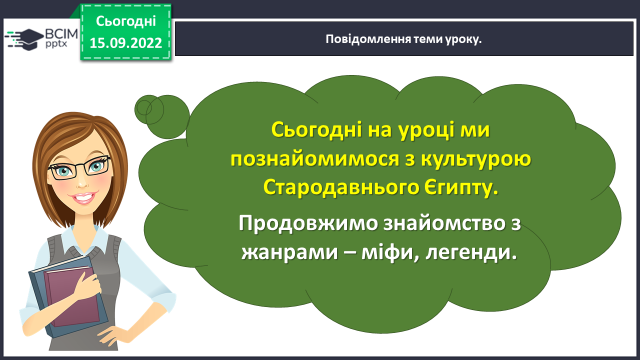 Сьогодні
15.09.2022
ВСІМ
pptx
Повідомлення теми уроку.
Сьогодні на уроці ми
познайомимося з культурою
Стародавнього Єгипту.
Продовжимо знайомство з
жанрами – міфи, легенди.